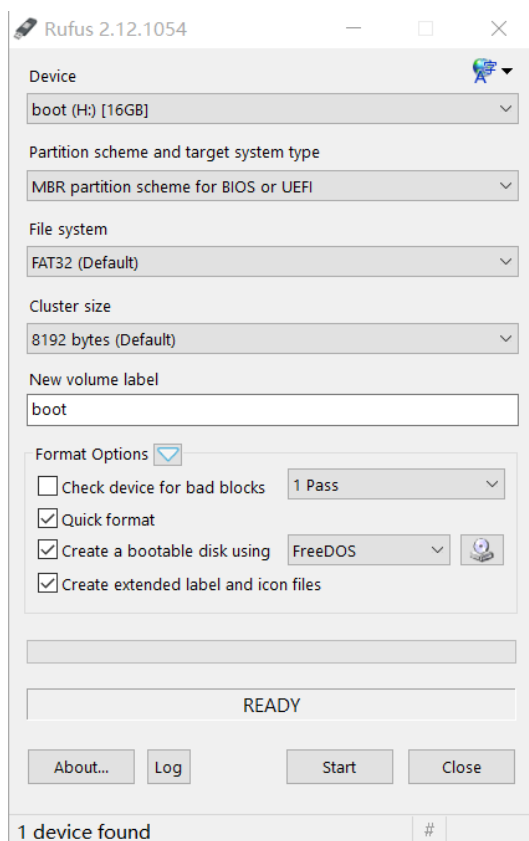 Rufus 2.12.1054
Device
boot (H:) [16GB]
Partition scheme and target system type
MBR partition scheme for BIOS or UEFI
File system
FAT32 (Default)
Cluster size
8192 bytes (Default)
New volume label
boot
Format Options
Check device for bad blocks 1 Pass
Quick format
Create a bootable disk using FreeDOS
Create extended label and icon files
READY
About... Log Start Close
1 device found #